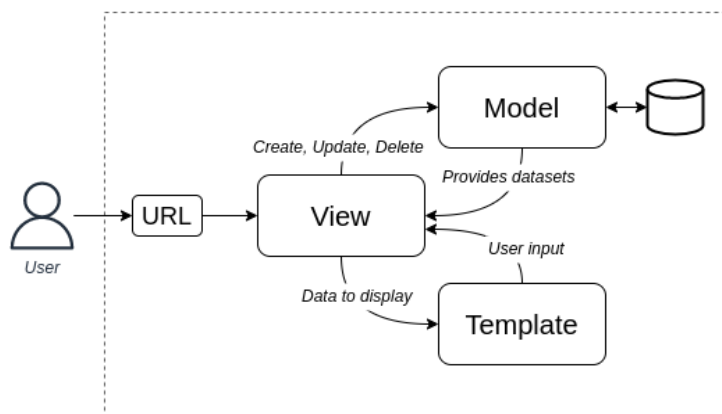 Model
Create, Update, Delete
Provides datasets
URL
View
User input
User
Data to display
Template